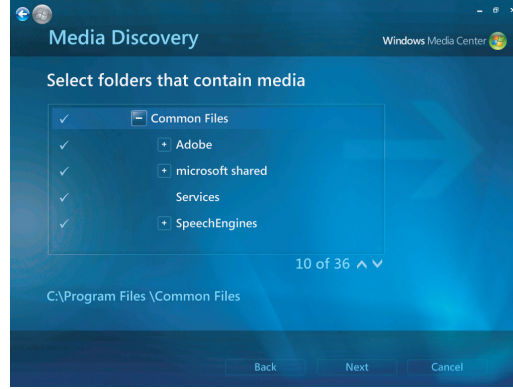 Media Discovery
Windows Media Center
Select folders that contain media
Common Files
Adobe
microsoft shared
Services
SpeechEngines
10 of 36
C:\Program Files \Common Files
Back Next Cancel